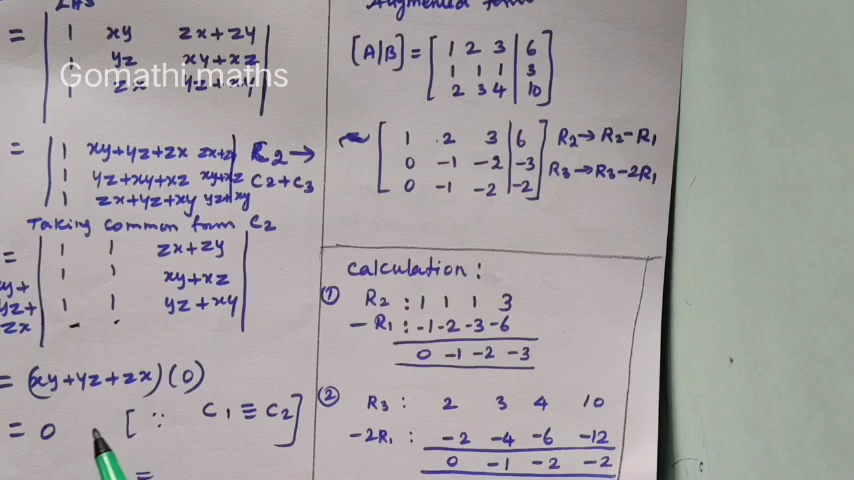 LHS
= | 1 xy zx+zy |
| 1 yz xy+xz |
| 1 zx yz+xy |
Gomathi maths
= | 1 xy+yz+zx zx+zy | C2 →
| 1 yz+xy+xz xy+xz | C2+C3
| 1 zx+yz+xy yz+xy |
Taking common form C2
= | 1 1 zx+zy |
xy+ | 1 1 xy+xz |
yz+ | 1 1 yz+xy |
zx
= (xy+yz+zx)(0)
= 0 [∵ C1 ≡ C2]
=
Augmented form
[A|B] = [ 1 2 3 | 6 ]
[ 1 1 1 | 3 ]
[ 2 3 4 | 10 ]
~ [ 1 2 3 | 6 ] R2→R2-R1
[ 0 -1 -2 | -3 ] R3→R3-2R1
[ 0 -1 -2 | -2 ]
Calculation :
① R2 : 1 1 1 3
-R1 : -1 -2 -3 -6
0 -1 -2 -3
② R3 : 2 3 4 10
-2R1 : -2 -4 -6 -12
0 -1 -2 -2